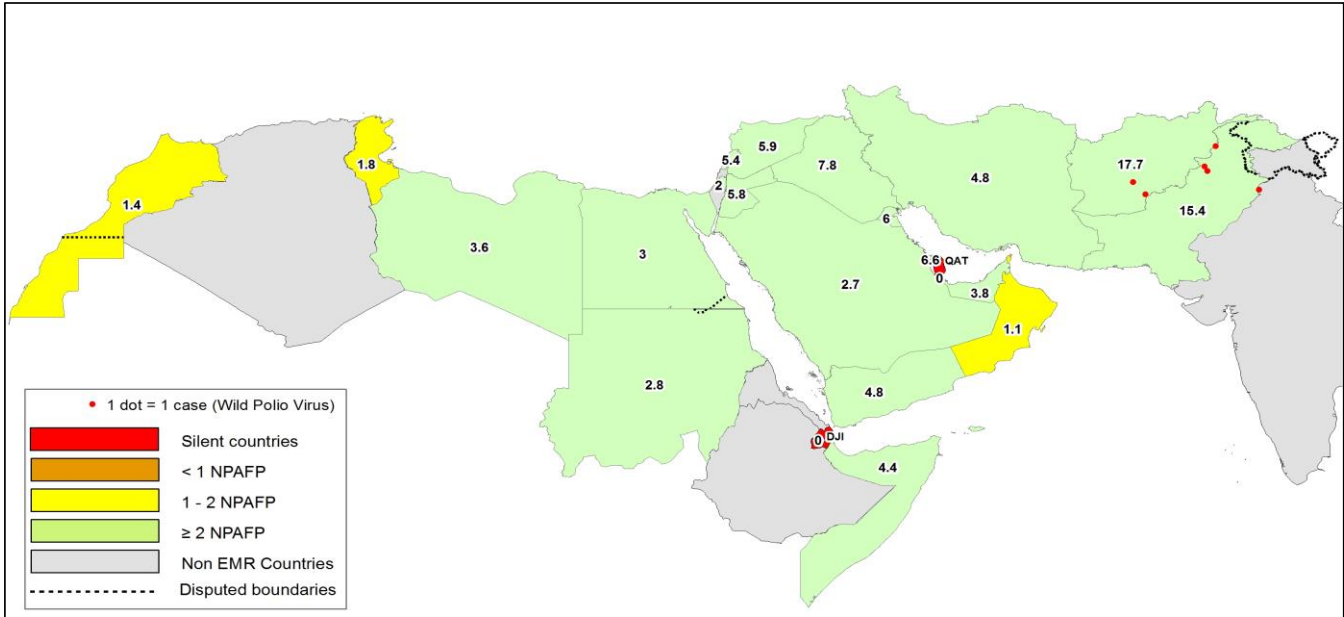 5.9
5.4
7.8
17.7
1.8
4.8
2
5.8
1.4
15.4
6
3.6
3
6.6 QAT
0
2.7
3.8
1.1
2.8
4.8
DJI
0
4.4
1 dot = 1 case (Wild Polio Virus)
Silent countries
< 1 NPAFP
1 - 2 NPAFP
≥ 2 NPAFP
Non EMR Countries
Disputed boundaries